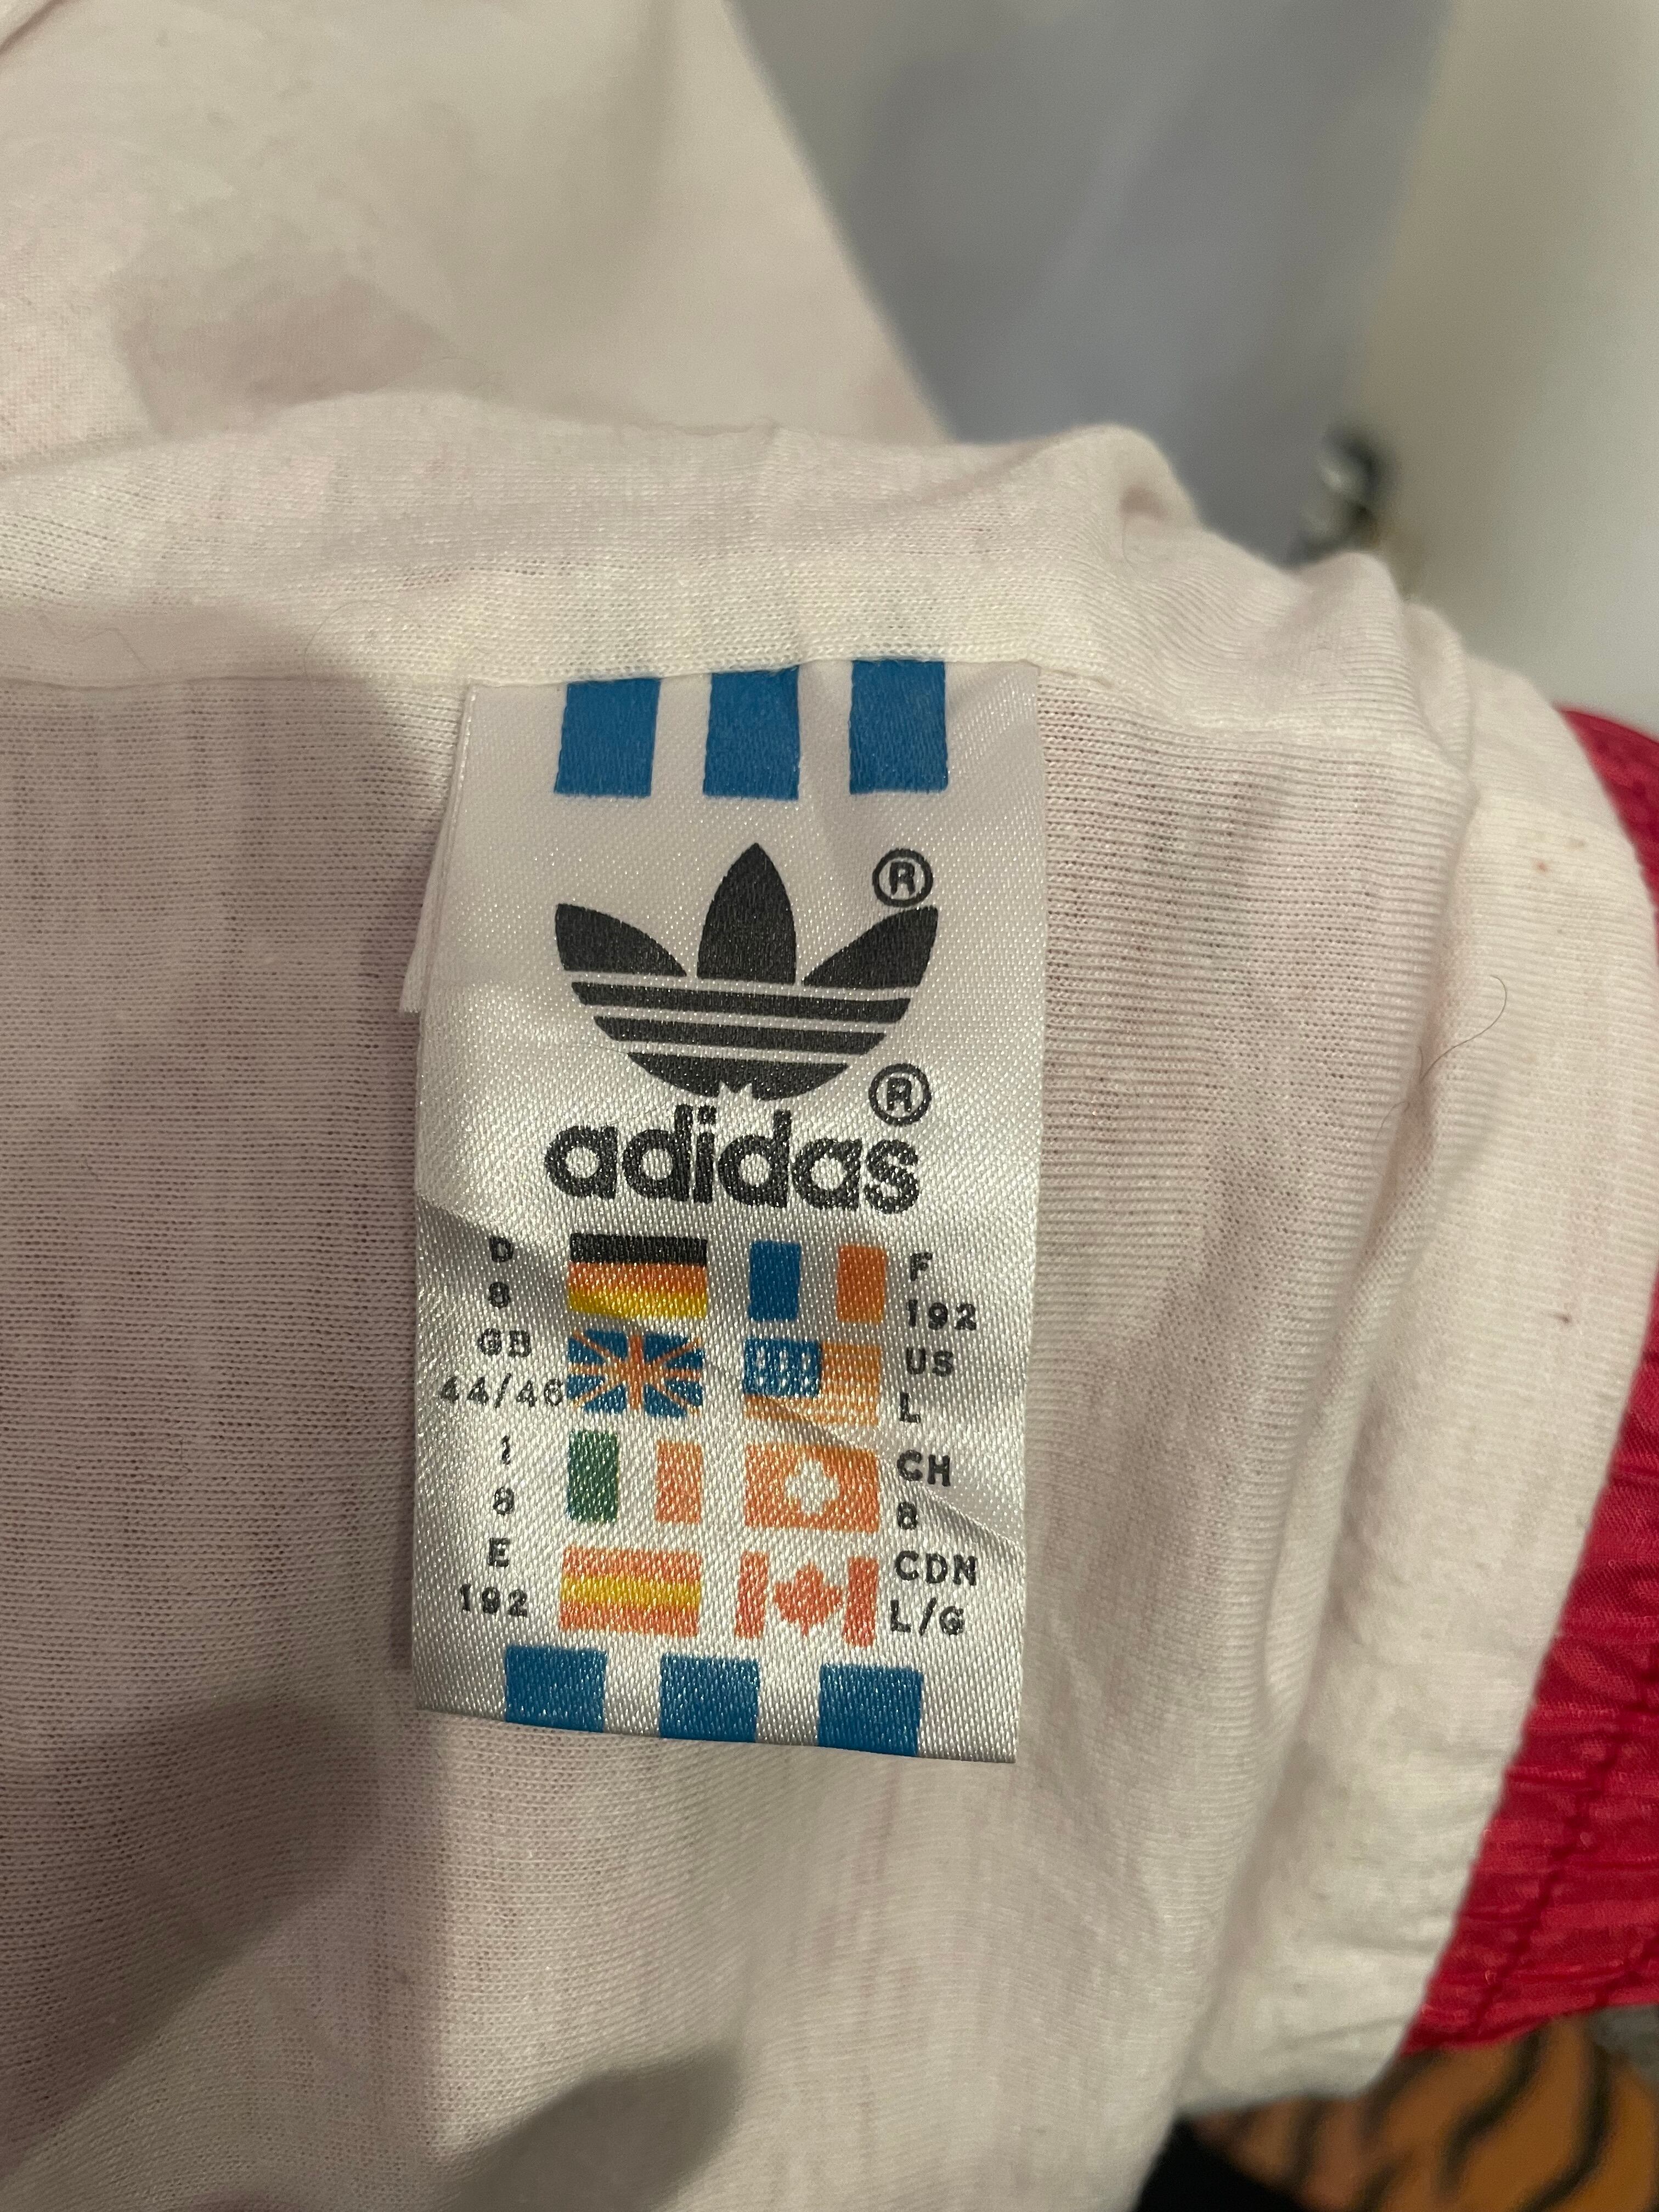 ®
®
adidas
D
8
F
192
GB
44/46
US
L
I
8
CH
8
E
192
CDN
L/G